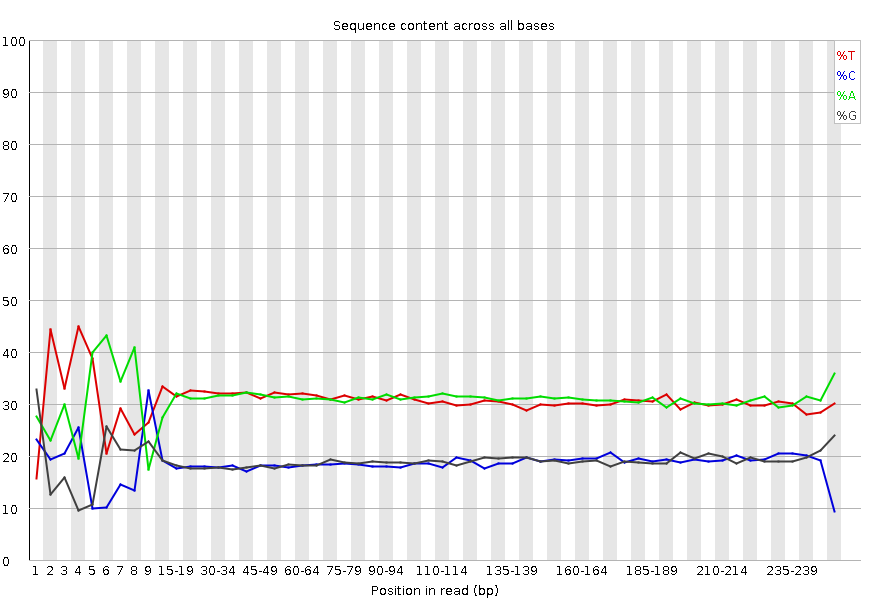 Sequence content across all bases
100
90
80
70
60
50
40
30
20
10
0
%T
%C
%A
%G
1 2 3 4 5 6 7 8 9 15-19 30-34 45-49 60-64 75-79 90-94 110-114 135-139 160-164 185-189 210-214 235-239
Position in read (bp)